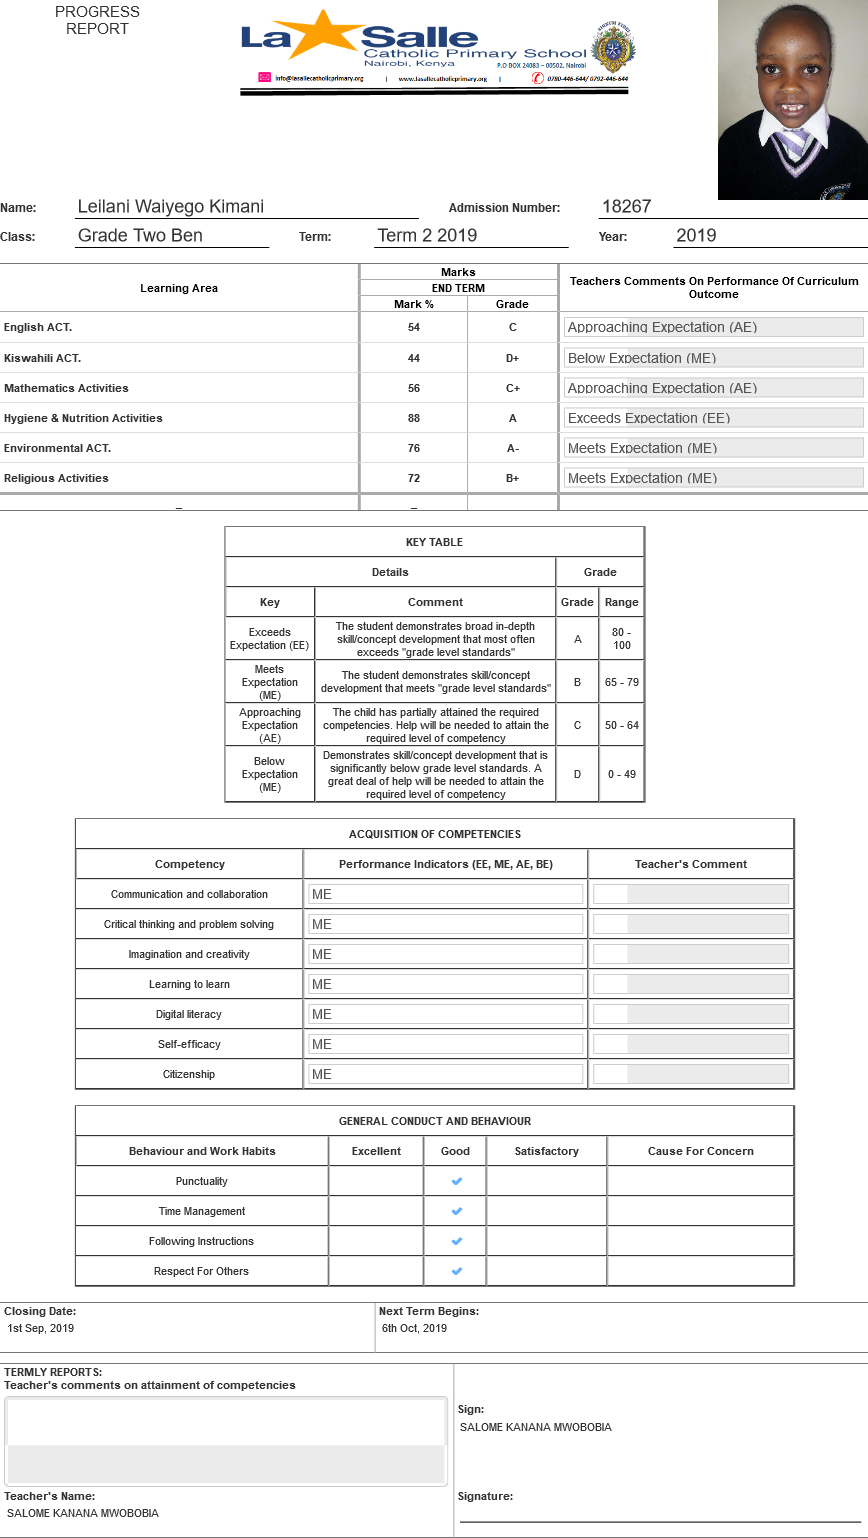 PROGRESS
REPORT
La Salle
Catholic Primary School
Nairobi, Kenya
P.O BOX 24083 – 00502, Nairobi
info@lasallecatholicprimary.org | www.lasallecatholicprimary.org | 0780-446-644/ 0792-446-644
Name: Leilani Waiyego Kimani Admission Number: 18267
Class: Grade Two Ben Term: Term 2 2019 Year: 2019
Learning Area Marks Teachers Comments On Performance Of Curriculum Outcome
END TERM
Mark % Grade
English ACT. 54 C Approaching Expectation (AE)
Kiswahili ACT. 44 D+ Below Expectation (ME)
Mathematics Activities 56 C+ Approaching Expectation (AE)
Hygiene & Nutrition Activities 88 A Exceeds Expectation (EE)
Environmental ACT. 76 A- Meets Expectation (ME)
Religious Activities 72 B+ Meets Expectation (ME)
_ _
KEY TABLE
Details Grade
Key Comment Grade Range
Exceeds Expectation (EE) The student demonstrates broad in-depth skill/concept development that most often exceeds "grade level standards" A 80 - 100
Meets Expectation (ME) The student demonstrates skill/concept development that meets "grade level standards" B 65 - 79
Approaching Expectation (AE) The child has partially attained the required competencies. Help will be needed to attain the required level of competency C 50 - 64
Below Expectation (ME) Demonstrates skill/concept development that is significantly below grade level standards. A great deal of help will be needed to attain the required level of competency D 0 - 49
ACQUISITION OF COMPETENCIES
Competency Performance Indicators (EE, ME, AE, BE) Teacher's Comment
Communication and collaboration ME
Critical thinking and problem solving ME
Imagination and creativity ME
Learning to learn ME
Digital literacy ME
Self-efficacy ME
Citizenship ME
GENERAL CONDUCT AND BEHAVIOUR
Behaviour and Work Habits Excellent Good Satisfactory Cause For Concern
Punctuality ✓
Time Management ✓
Following Instructions ✓
Respect For Others ✓
Closing Date: Next Term Begins:
1st Sep, 2019 6th Oct, 2019
TERMLY REPORTS:
Teacher's comments on attainment of competencies
Sign:
SALOME KANANA MWOBOBIA
Teacher's Name: Signature:
SALOME KANANA MWOBOBIA